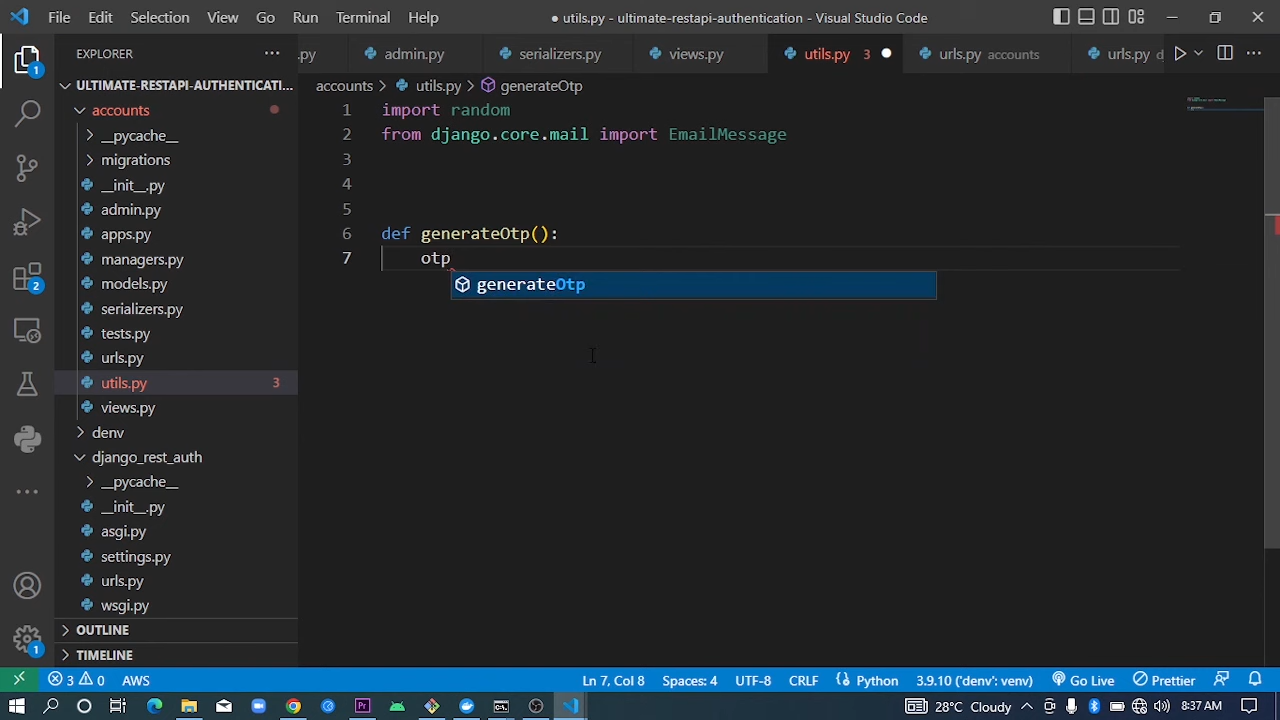 File Edit Selection View Go Run Terminal Help
● utils.py - ultimate-restapi-authentication - Visual Studio Code
EXPLORER
.py admin.py serializers.py views.py utils.py 3 urls.py accounts urls.py d
ULTIMATE-RESTAPI-AUTHENTICATI...
accounts > utils.py > generateOtp
accounts
__pycache__
migrations
__init__.py
admin.py
apps.py
managers.py
models.py
serializers.py
tests.py
urls.py
utils.py 3
views.py
denv
django_rest_auth
__pycache__
__init__.py
asgi.py
settings.py
urls.py
wsgi.py
OUTLINE
TIMELINE
1 import random
2 from django.core.mail import EmailMessage
3
4
5
6 def generateOtp():
7 otp
generateOtp
1
2
1
3 0 AWS Ln 7, Col 8 Spaces: 4 UTF-8 CRLF Python 3.9.10 ('denv': venv) Go Live Prettier
28°C Cloudy 8:37 AM